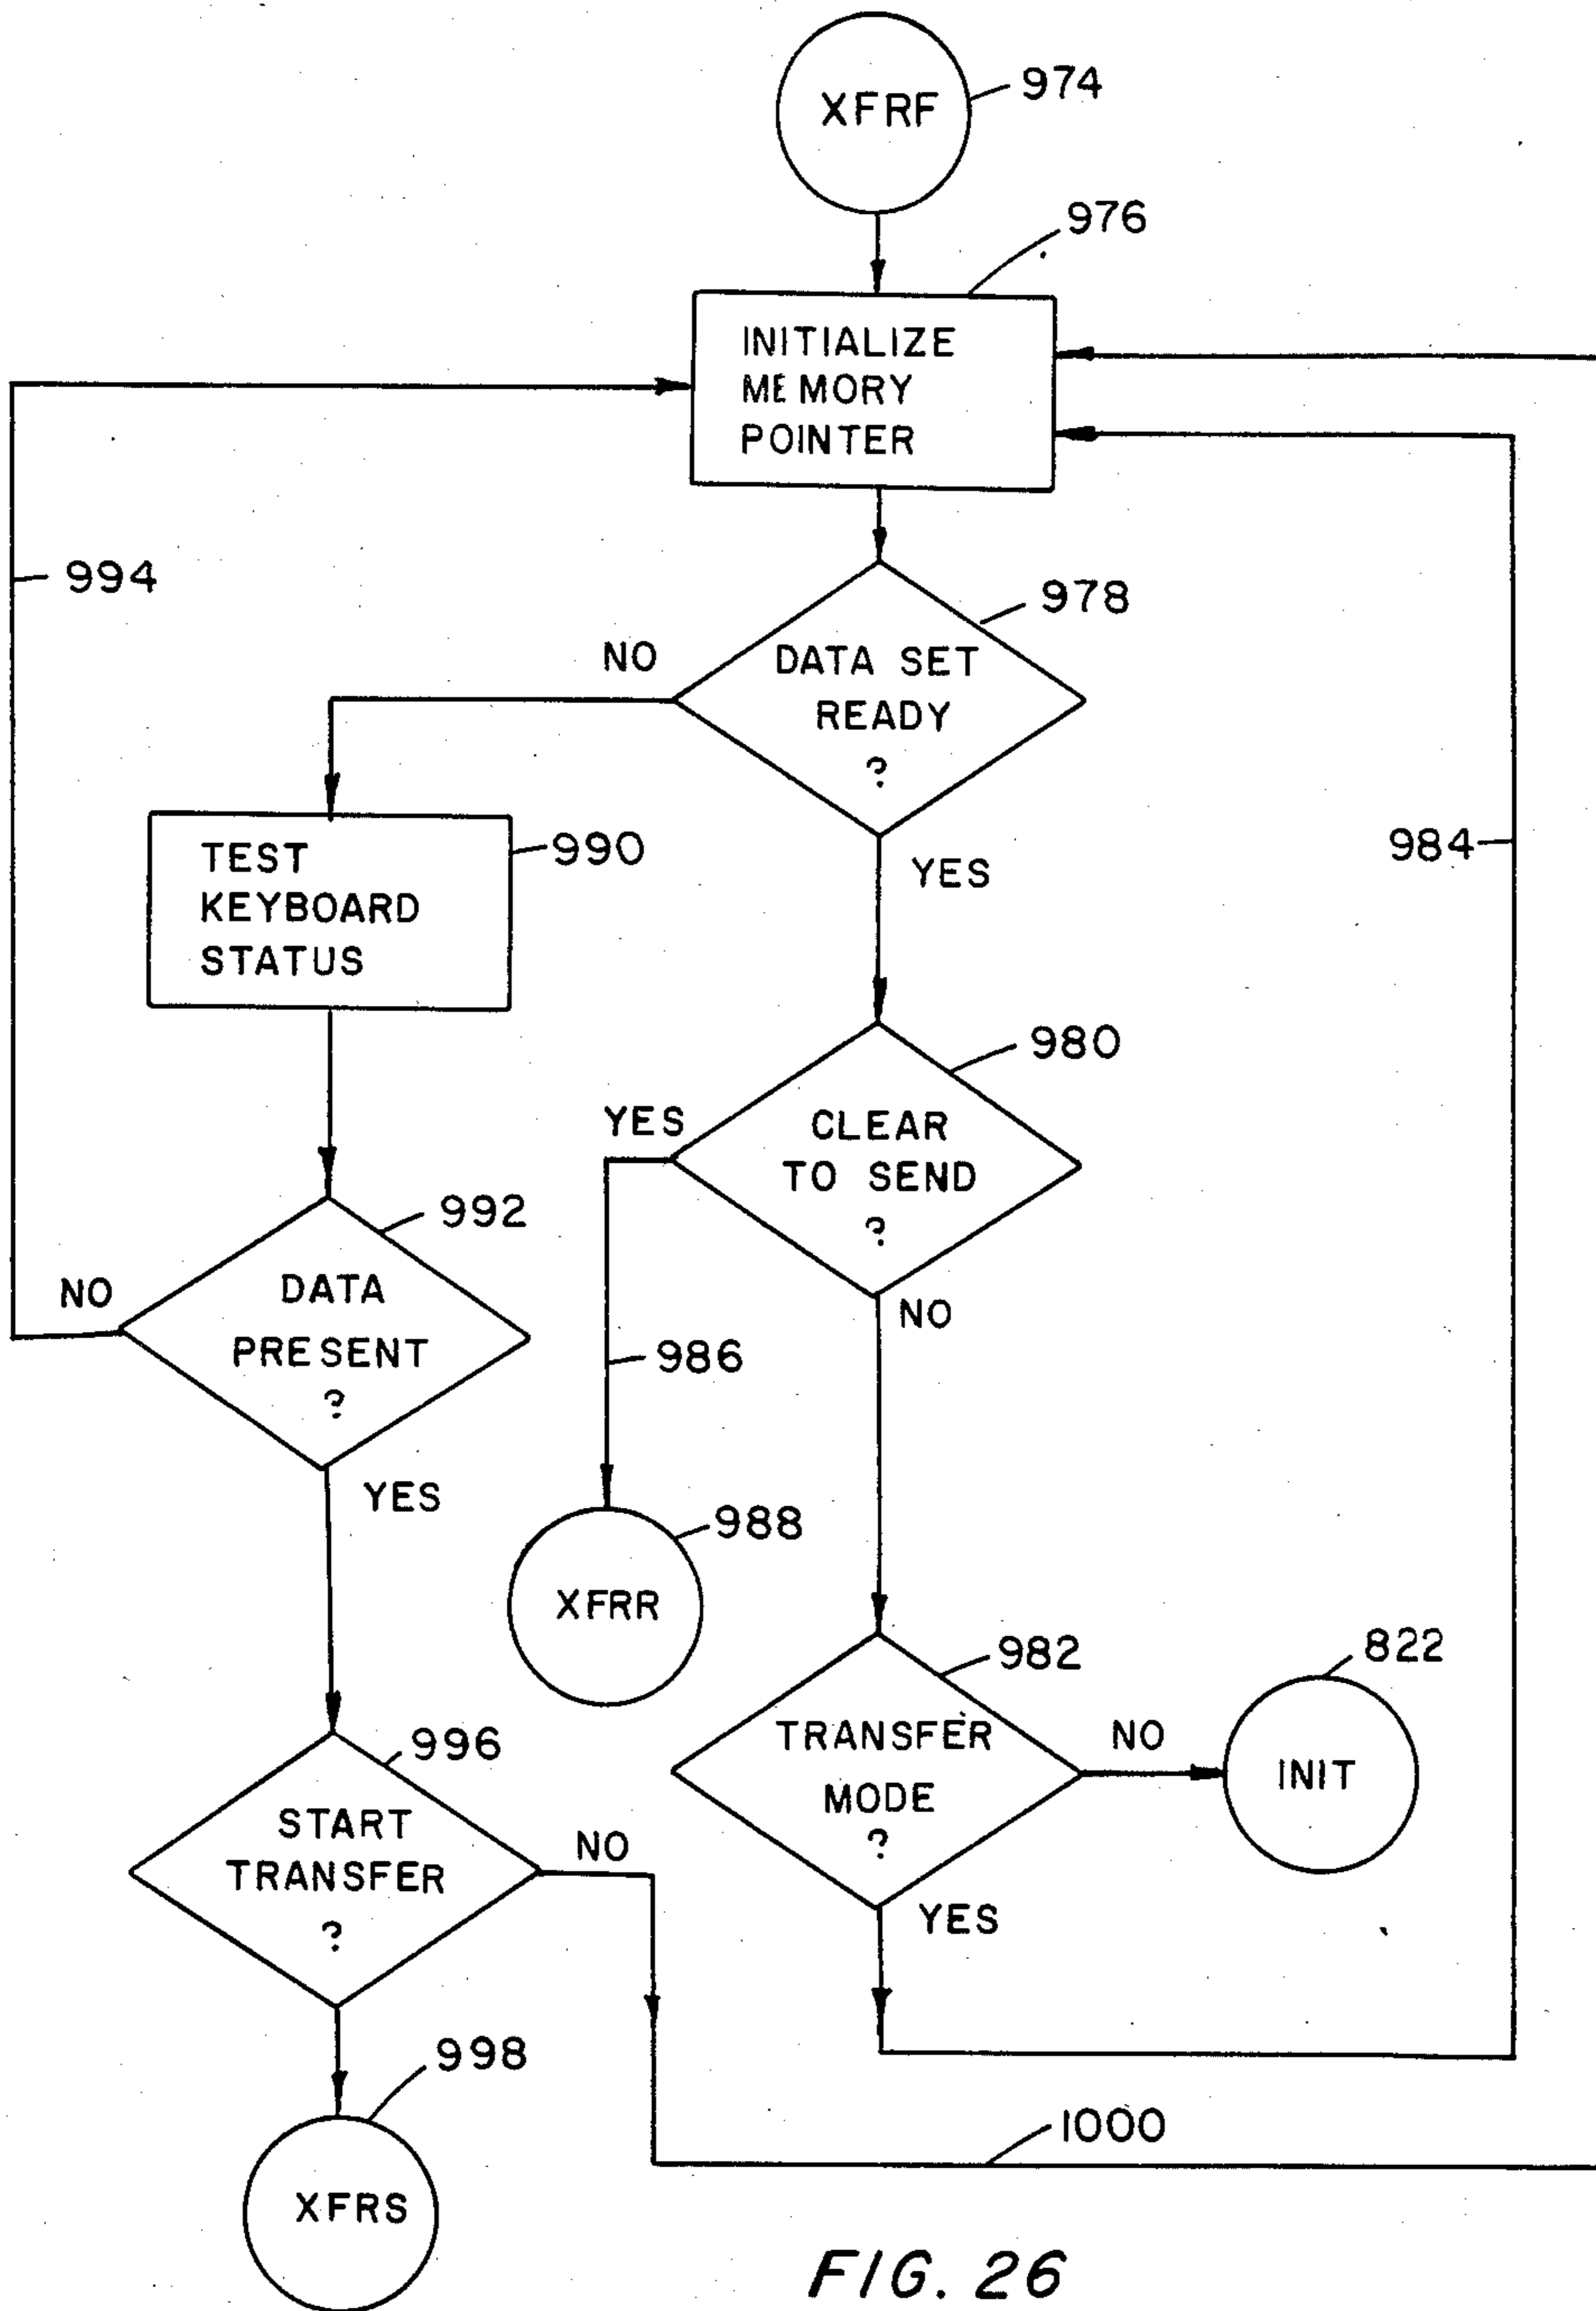 XFRF
974
976
INITIALIZE
MEMORY
POINTER
994
978
NO
DATA SET
READY
?
984
TEST
KEYBOARD
STATUS
990
YES
980
YES
CLEAR
TO SEND
?
992
NO
DATA
PRESENT
?
NO
986
YES
988
XFRR
982
822
996
TRANSFER
MODE
?
NO
INIT
START
TRANSFER
?
NO
YES
998
1000
XFRS
FIG. 26